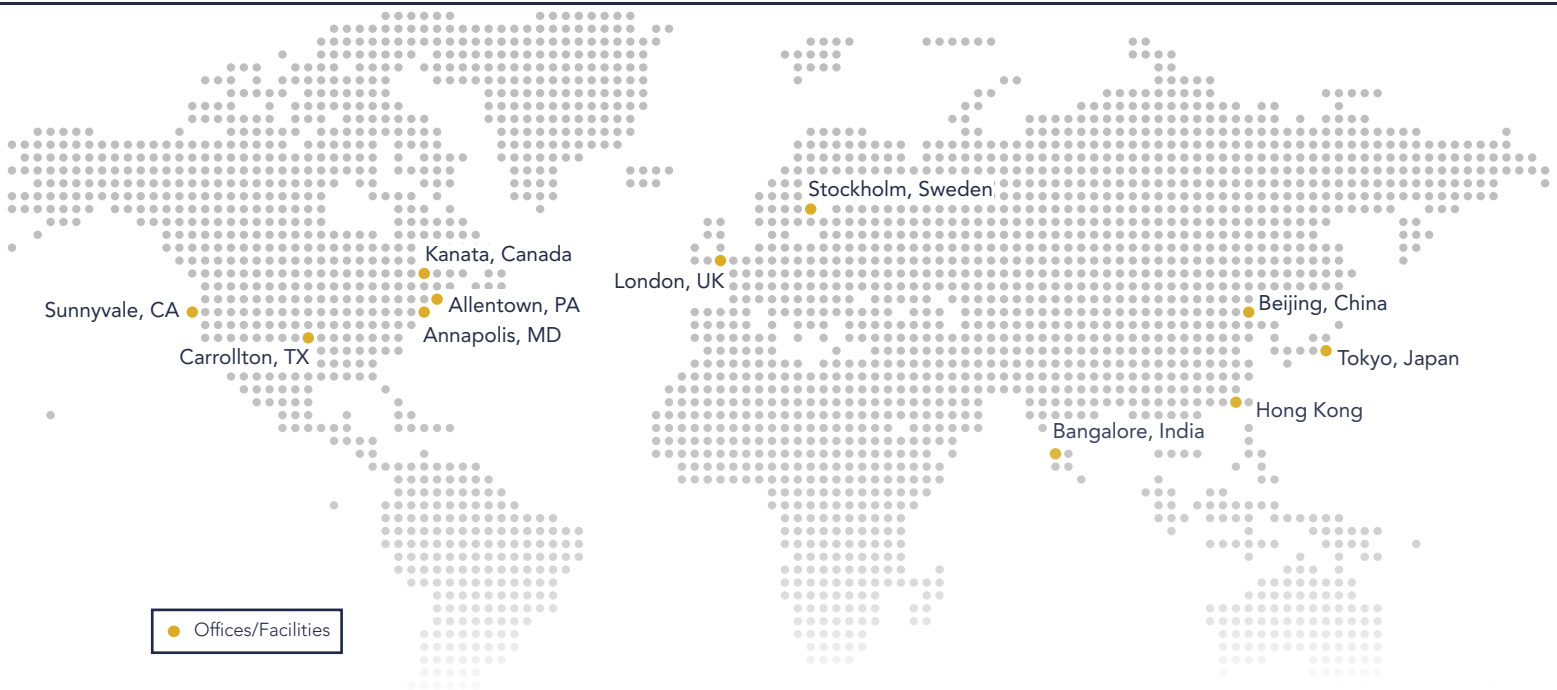 Stockholm, Sweden
Kanata, Canada
London, UK
Allentown, PA
Sunnyvale, CA
Beijing, China
Annapolis, MD
Carrollton, TX
Tokyo, Japan
Hong Kong
Bangalore, India
Offices/Facilities